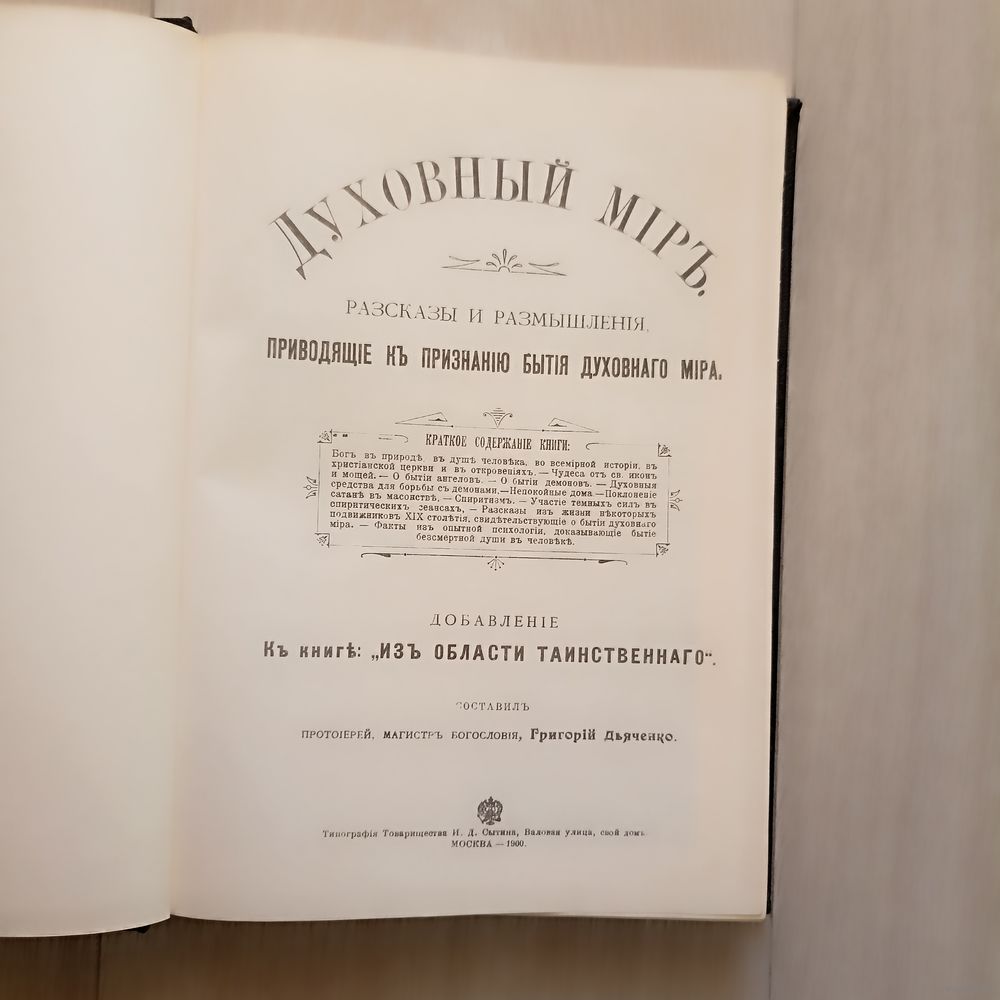 ДУХОВНЫЙ МІРЪ.
РАЗСКАЗЫ И РАЗМЫШЛЕНІЯ,
ПРИВОДЯЩІЕ КЪ ПРИЗНАНІЮ БЫТІЯ ДУХОВНАГО МІРА.
КРАТКОЕ СОДЕРЖАНІЕ КНИГИ:
Богъ въ природѣ, въ душѣ человѣка, во всемірной исторіи, въ
христіанской церкви и въ откровеніяхъ. — Чудеса отъ св. иконъ
и мощей. — О бытіи ангеловъ. — О бытіи демоновъ. — Духовныя
средства для борьбы съ демонами.—Непокойные дома.—Поклоненіе
сатанѣ въ масонствѣ. — Спиритизмъ. — Участіе темныхъ силъ въ
спиритическихъ сеансахъ. — Разсказы изъ жизни нѣкоторыхъ
подвижниковъ XIX столѣтія, свидѣтельствующіе о бытіи духовнаго
міра. — Факты изъ опытной психологіи, доказывающіе бытіе
безсмертной души въ человѣкѣ.
ДОБАВЛЕНІЕ
Къ книгѣ: „ИЗЪ ОБЛАСТИ ТАИНСТВЕННАГО“.
СОСТАВИЛЪ
ПРОТОІЕРЕЙ, МАГИСТРЪ БОГОСЛОВІЯ, Григорій Дьяченко.
Типографія Товарищества И. Д. Сытина, Валовая улица, свой домъ
МОСКВА — 1900.